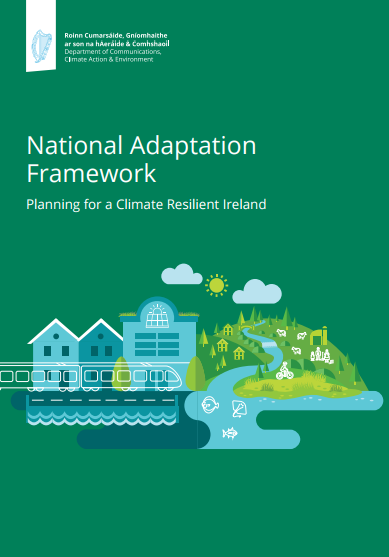 Roinn Cumarsáide, Gníomhaithe
ar son na hAeráide & Comhshaoil
Department of Communications,
Climate Action & Environment
National Adaptation
Framework
Planning for a Climate Resilient Ireland